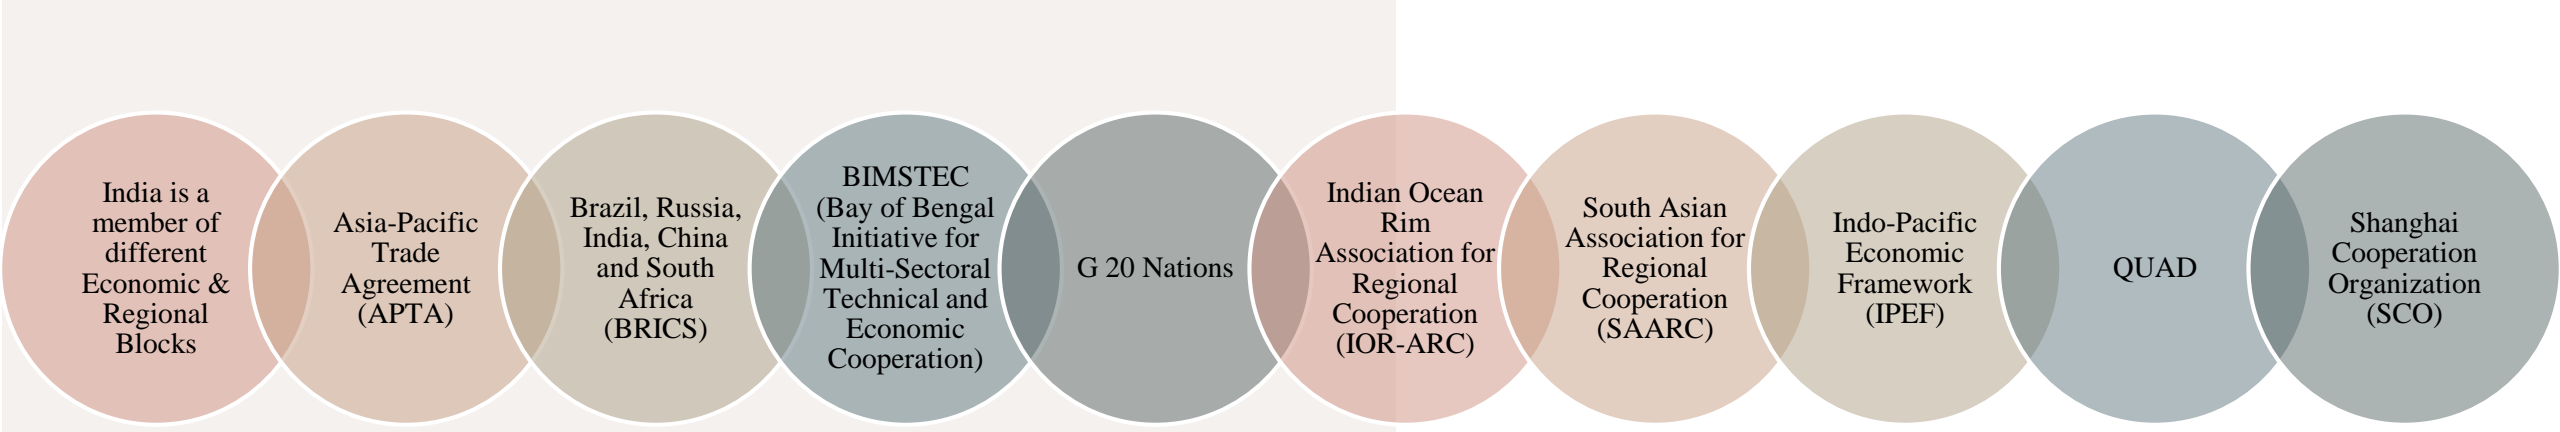 India is a
member of
different
Economic &
Regional
Blocks
Asia-Pacific
Trade
Agreement
(APTA)
Brazil, Russia,
India, China
and South
Africa
(BRICS)
BIMSTEC
(Bay of Bengal
Initiative for
Multi-Sectoral
Technical and
Economic
Cooperation)
G 20 Nations
Indian Ocean
Rim
Association for
Regional
Cooperation
(IOR-ARC)
South Asian
Association for
Regional
Cooperation
(SAARC)
Indo-Pacific
Economic
Framework
(IPEF)
QUAD
Shanghai
Cooperation
Organization
(SCO)